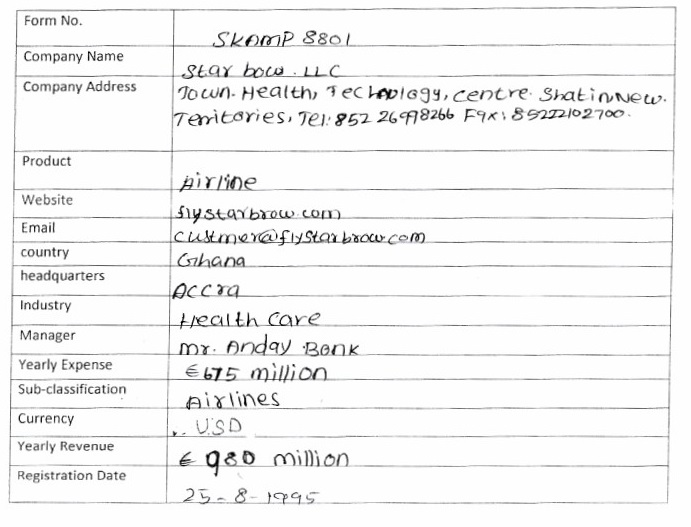 Form No.
SKAMP 8801
Company Name
Star bow. LLC
Company Address
Town. Health, Technology, centre. Shatin, New.
Territories, Tel: 852 26998266 Fax: 85222102700.
Product
Airline
Website
flystarbrow.com
Email
custmer@flystarbrow.com
country
Ghana
headquarters
Accra
Industry
Health Care
Manager
mr. Anday Bonk
Yearly Expense
€675 million
Sub-classification
Airlines
Currency
USD
Yearly Revenue
€ 980 million
Registration Date
25-8-1995